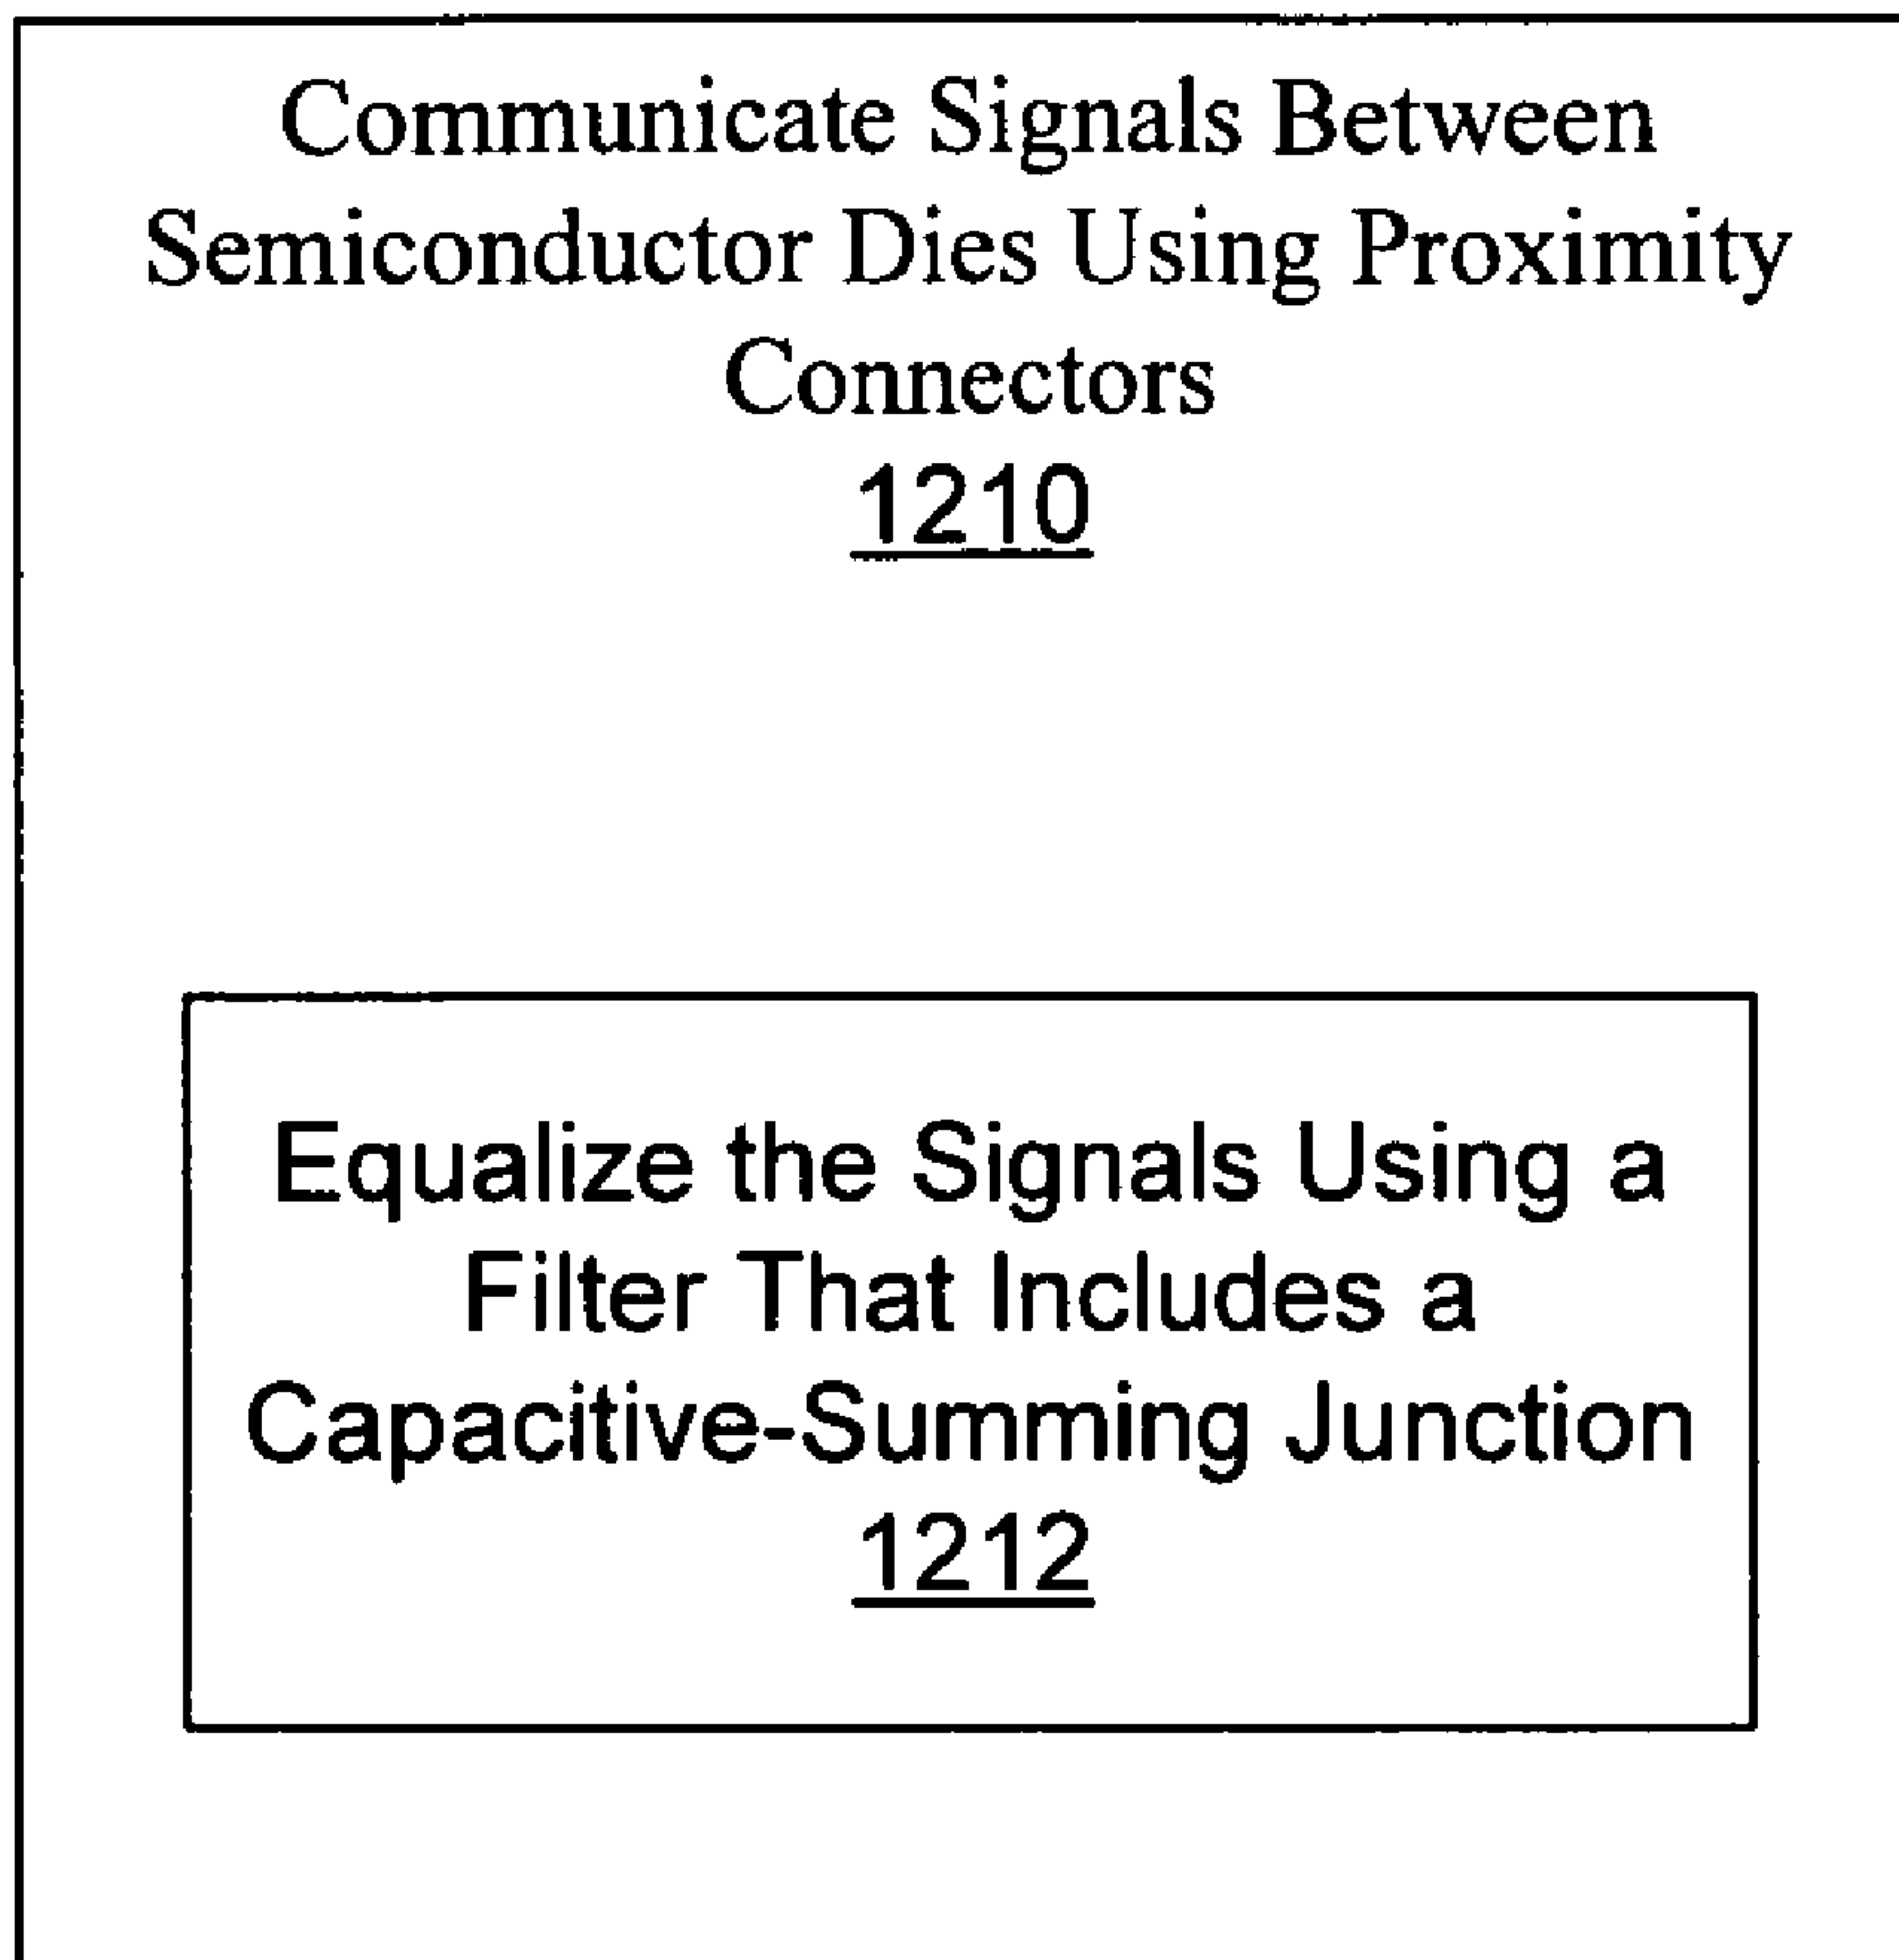 Communicate Signals Between
Semiconductor Dies Using Proximity
Connectors
1210
Equalize the Signals Using a
Filter That Includes a
Capacitive-Summing Junction
1212